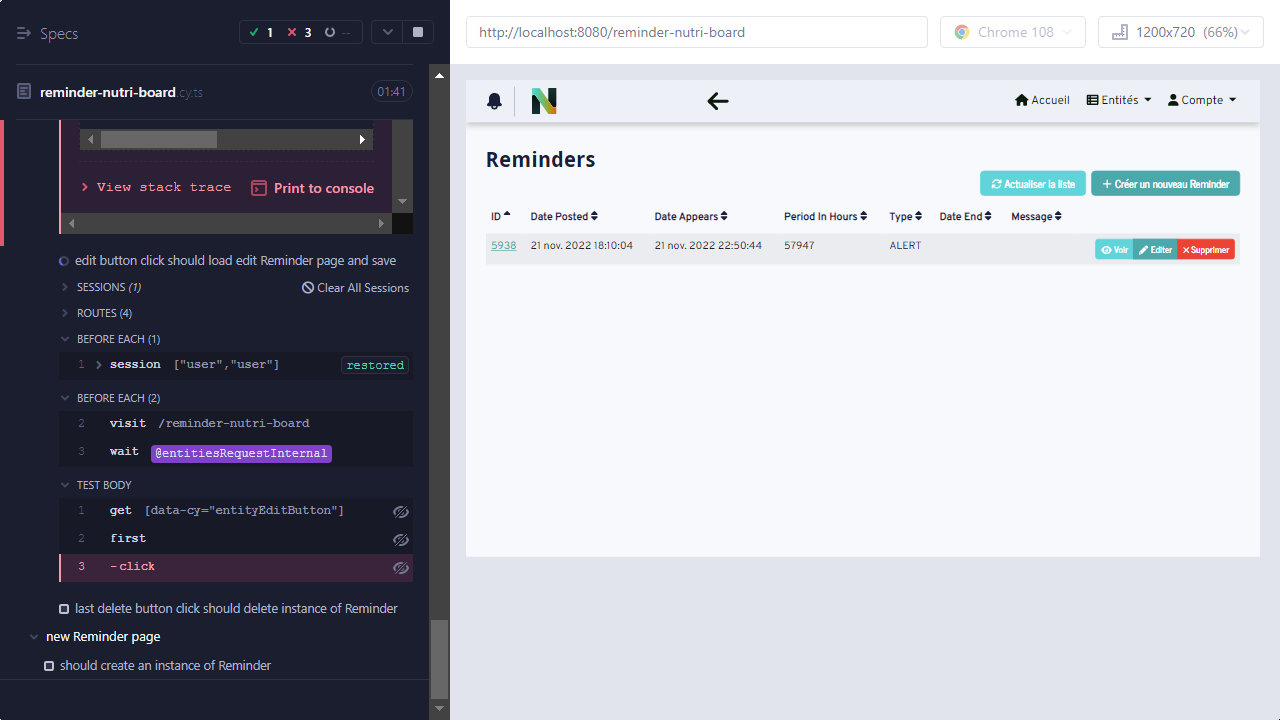 Specs
1
3
--
reminder-nutri-board.cy.ts
01:41
View stack trace
Print to console
edit button click should load edit Reminder page and save
SESSIONS (1)
Clear All Sessions
ROUTES (4)
BEFORE EACH (1)
1 session ["user","user"] restored
BEFORE EACH (2)
2 visit /reminder-nutri-board
3 wait @entitiesRequestInternal
TEST BODY
1 get [data-cy="entityEditButton"]
2 first
3 -click
last delete button click should delete instance of Reminder
new Reminder page
should create an instance of Reminder
http://localhost:8080/reminder-nutri-board
Chrome 108
1200x720 (66%)
N
Accueil
Entités
Compte
Reminders
Actualiser la liste
Créer un nouveau Reminder
ID Date Posted Date Appears Period In Hours Type Date End Message
5938 21 nov. 2022 18:10:04 21 nov. 2022 22:50:44 57947 ALERT Voir Editer Supprimer